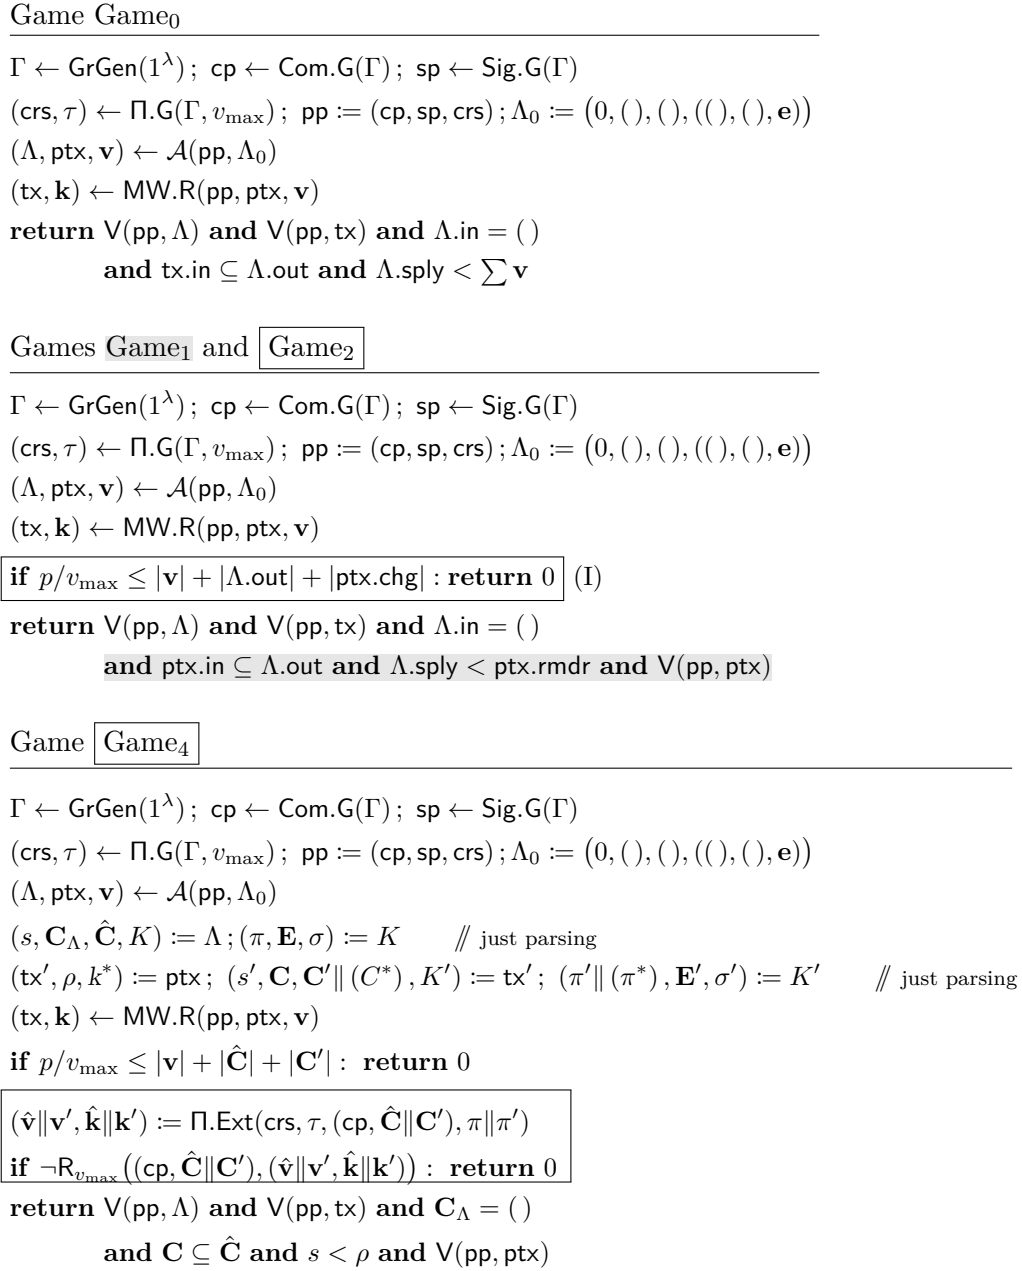 Game Game₀
Γ ← GrGen(1^λ) ; cp ← Com.G(Γ) ; sp ← Sig.G(Γ)
(crs, τ) ← Π.G(Γ, v_max) ; pp := (cp, sp, crs) ; Λ₀ := (0, ( ), ( ), (( ), ( ), e))
(Λ, ptx, v) ← 𝒜(pp, Λ₀)
(tx, k) ← MW.R(pp, ptx, v)
return V(pp, Λ) and V(pp, tx) and Λ.in = ( )
and tx.in ⊆ Λ.out and Λ.sply < ∑ v
Games Game₁ and Game₂
Γ ← GrGen(1^λ) ; cp ← Com.G(Γ) ; sp ← Sig.G(Γ)
(crs, τ) ← Π.G(Γ, v_max) ; pp := (cp, sp, crs) ; Λ₀ := (0, ( ), ( ), (( ), ( ), e))
(Λ, ptx, v) ← 𝒜(pp, Λ₀)
(tx, k) ← MW.R(pp, ptx, v)
if p/v_max ≤ |v| + |Λ.out| + |ptx.chg| : return 0 (I)
return V(pp, Λ) and V(pp, tx) and Λ.in = ( )
and ptx.in ⊆ Λ.out and Λ.sply < ptx.rmdr and V(pp, ptx)
Game Game₄
Γ ← GrGen(1^λ) ; cp ← Com.G(Γ) ; sp ← Sig.G(Γ)
(crs, τ) ← Π.G(Γ, v_max) ; pp := (cp, sp, crs) ; Λ₀ := (0, ( ), ( ), (( ), ( ), e))
(Λ, ptx, v) ← 𝒜(pp, Λ₀)
(s, C_Λ, Ĉ, K) := Λ ; (π, E, σ) := K // just parsing
(tx′, ρ, k*) := ptx ; (s′, C, C′‖ (C*) , K′) := tx′ ; (π′‖ (π*) , E′, σ′) := K′ // just parsing
(tx, k) ← MW.R(pp, ptx, v)
if p/v_max ≤ |v| + |Ĉ| + |C′| : return 0
(v̂‖v′, k̂‖k′) := Π.Ext(crs, τ, (cp, Ĉ‖C′), π‖π′)
if ¬R_{v_max}((cp, Ĉ‖C′), (v̂‖v′, k̂‖k′)) : return 0
return V(pp, Λ) and V(pp, tx) and C_Λ = ( )
and C ⊆ Ĉ and s < ρ and V(pp, ptx)